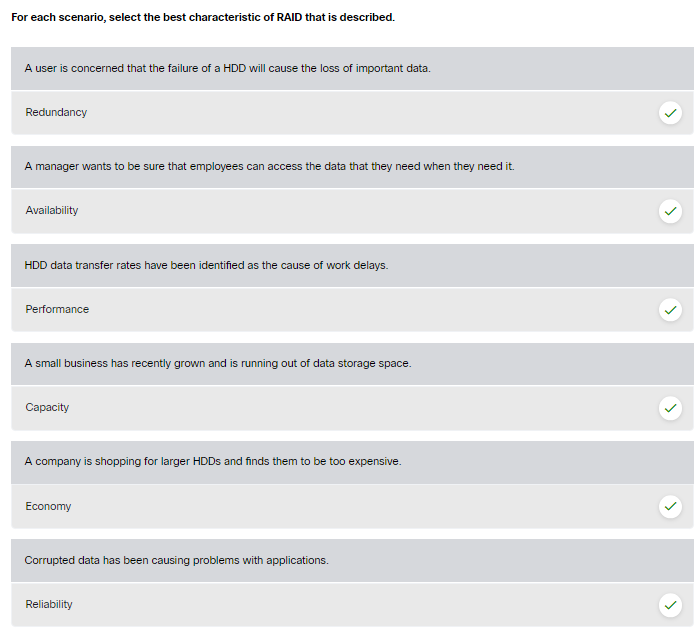 For each scenario, select the best characteristic of RAID that is described.
A user is concerned that the failure of a HDD will cause the loss of important data.
Redundancy
A manager wants to be sure that employees can access the data that they need when they need it.
Availability
HDD data transfer rates have been identified as the cause of work delays.
Performance
A small business has recently grown and is running out of data storage space.
Capacity
A company is shopping for larger HDDs and finds them to be too expensive.
Economy
Corrupted data has been causing problems with applications.
Reliability